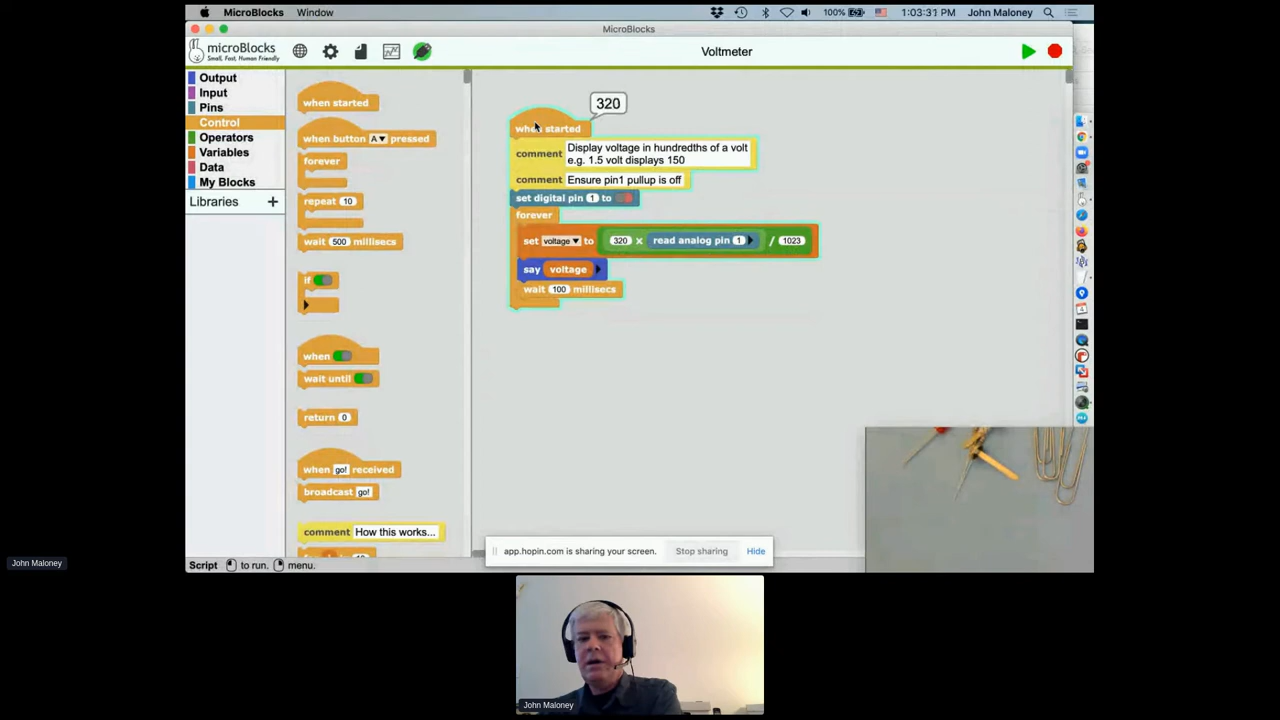 MicroBlocks Window
100% 1:03:31 PM John Maloney
MicroBlocks
microBlocks
Small, Fast, Human Friendly
Voltmeter
Output
Input
Pins
Control
Operators
Variables
Data
My Blocks
Libraries +
when started
when button A pressed
forever
repeat 10
wait 500 millisecs
if
when
wait until
return 0
when go! received
broadcast go!
comment How this works...
320
when started
comment Display voltage in hundredths of a volt
e.g. 1.5 volt displays 150
comment Ensure pin1 pullup is off
set digital pin 1 to
forever
set voltage to 320 x read analog pin 1 / 1023
say voltage
wait 100 millisecs
app.hopin.com is sharing your screen. Stop sharing Hide
Script to run. menu.
John Maloney
John Maloney